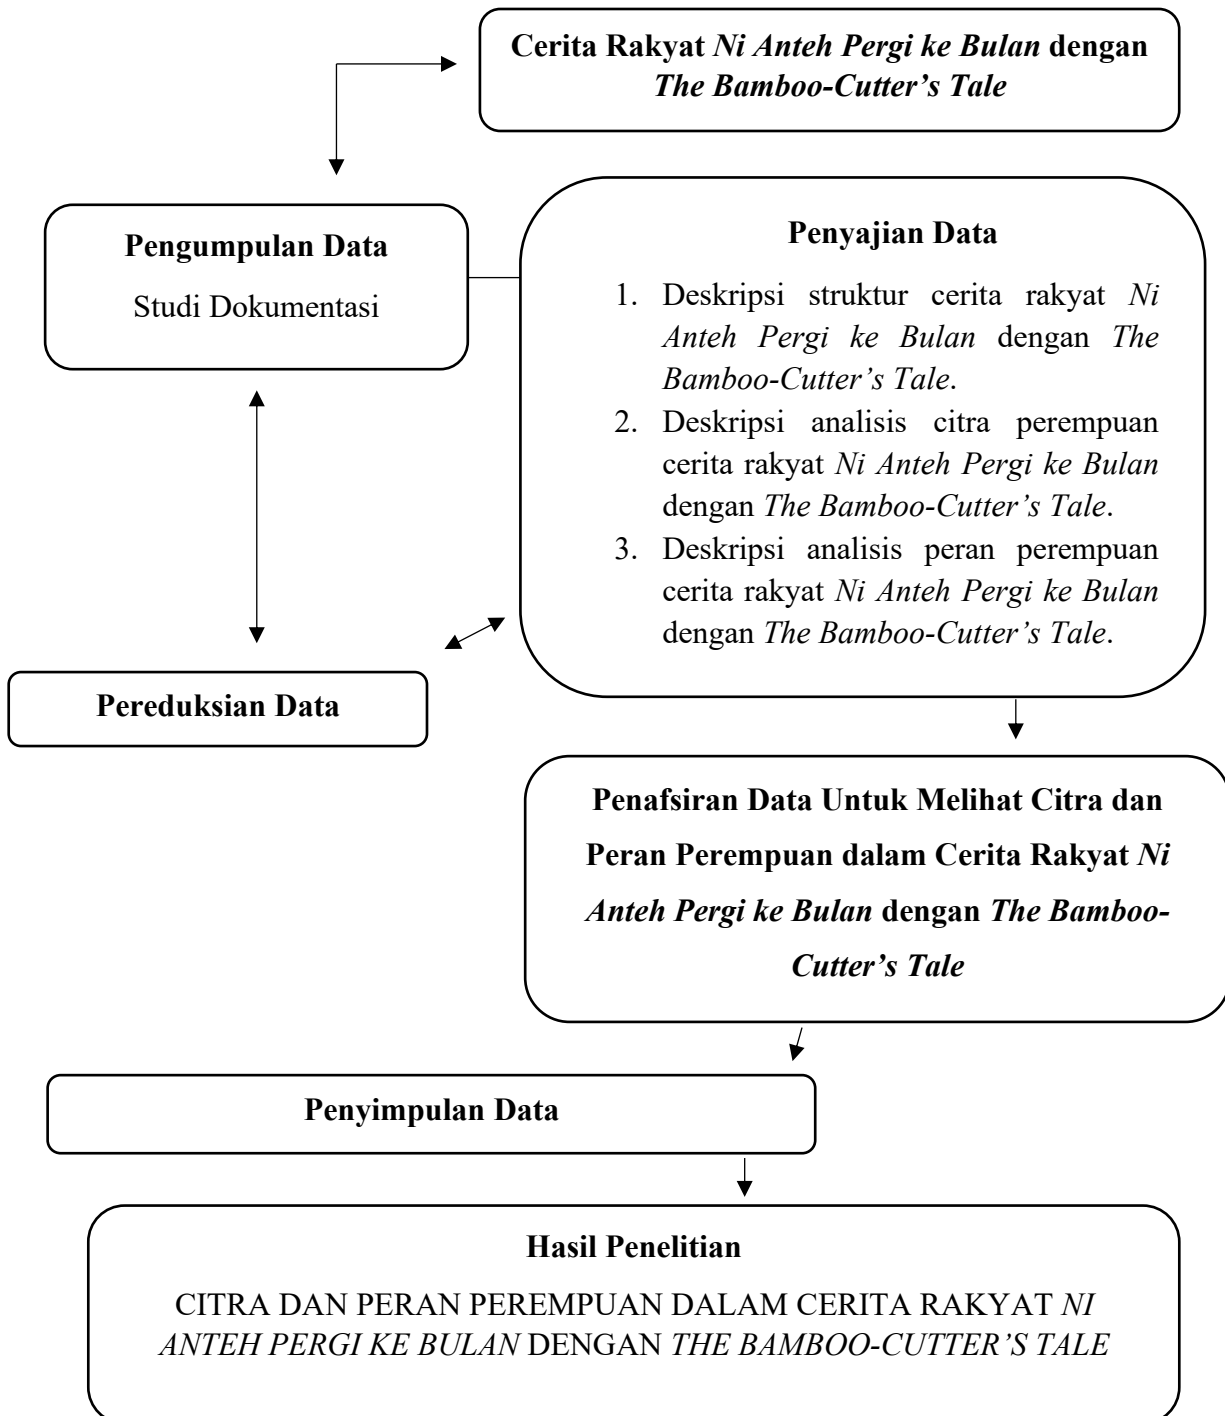 Cerita Rakyat Ni Anteh Pergi ke Bulan dengan
The Bamboo-Cutter’s Tale
Pengumpulan Data
Studi Dokumentasi
Penyajian Data
1. Deskripsi struktur cerita rakyat Ni
Anteh Pergi ke Bulan dengan The
Bamboo-Cutter’s Tale.
2. Deskripsi analisis citra perempuan
cerita rakyat Ni Anteh Pergi ke Bulan
dengan The Bamboo-Cutter’s Tale.
3. Deskripsi analisis peran perempuan
cerita rakyat Ni Anteh Pergi ke Bulan
dengan The Bamboo-Cutter’s Tale.
Pereduksian Data
Penafsiran Data Untuk Melihat Citra dan
Peran Perempuan dalam Cerita Rakyat Ni
Anteh Pergi ke Bulan dengan The Bamboo-
Cutter’s Tale
Penyimpulan Data
Hasil Penelitian
CITRA DAN PERAN PEREMPUAN DALAM CERITA RAKYAT NI
ANTEH PERGI KE BULAN DENGAN THE BAMBOO-CUTTER’S TALE